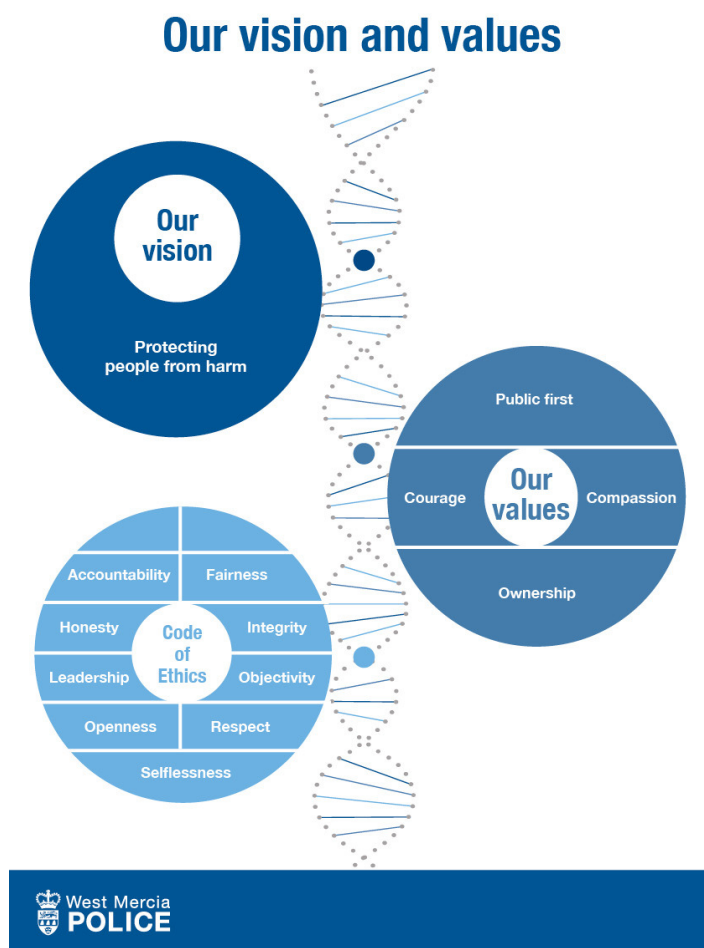 Our vision and values
Our
vision
Protecting
people from harm
Public first
Courage
Our
values
Compassion
Ownership
Accountability
Fairness
Honesty
Code
of
Ethics
Integrity
Leadership
Objectivity
Openness
Respect
Selflessness
West Mercia
POLICE